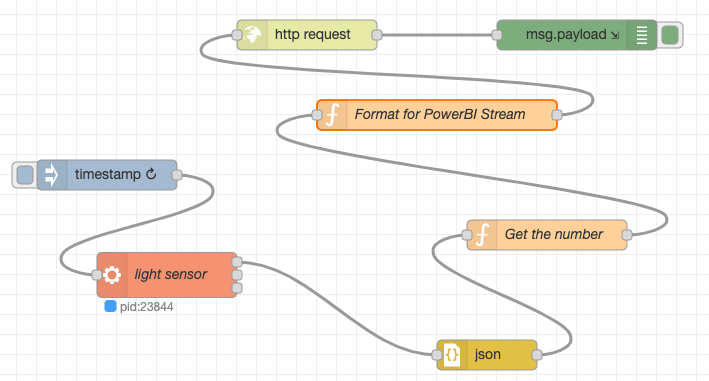 http request
msg.payload
Format for PowerBI Stream
timestamp ↻
Get the number
light sensor
pid:23844
json